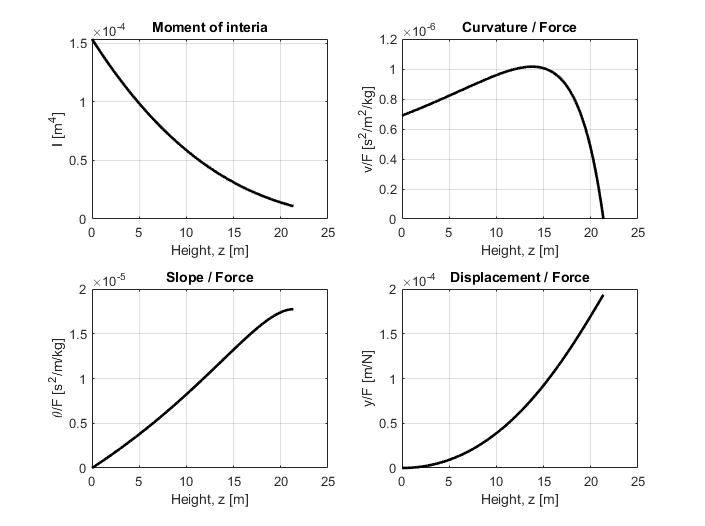 Moment of interia
×10⁻⁴
1.5
1
0.5
0
I [m⁴]
0 5 10 15 20 25
Height, z [m]
Curvature / Force
×10⁻⁶
1.2
1
0.8
0.6
0.4
0.2
0
v/F [s²/m²/kg]
0 5 10 15 20 25
Height, z [m]
Slope / Force
×10⁻⁵
2
1.5
1
0.5
0
θ/F [s²/m/kg]
0 5 10 15 20 25
Height, z [m]
Displacement / Force
×10⁻⁴
2
1.5
1
0.5
0
y/F [m/N]
0 5 10 15 20 25
Height, z [m]